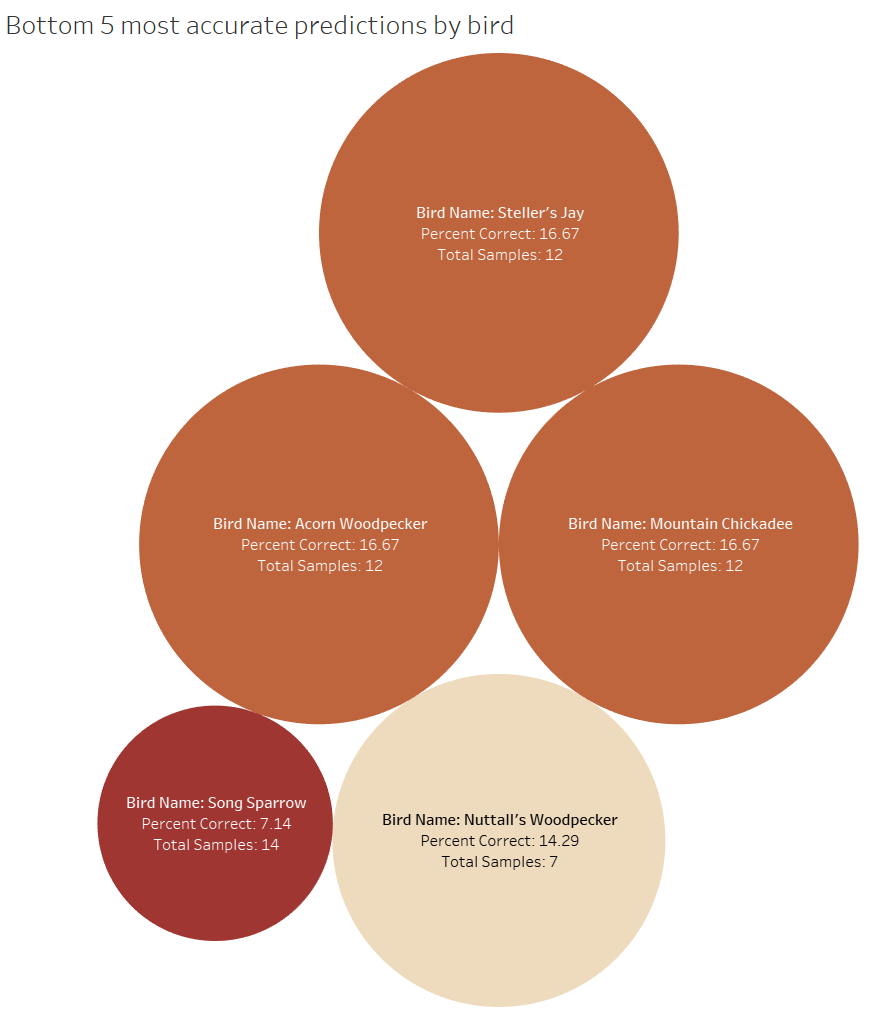 Bottom 5 most accurate predictions by bird
Bird Name: Steller's Jay
Percent Correct: 16.67
Total Samples: 12
Bird Name: Acorn Woodpecker
Percent Correct: 16.67
Total Samples: 12
Bird Name: Mountain Chickadee
Percent Correct: 16.67
Total Samples: 12
Bird Name: Song Sparrow
Percent Correct: 7.14
Total Samples: 14
Bird Name: Nuttall's Woodpecker
Percent Correct: 14.29
Total Samples: 7